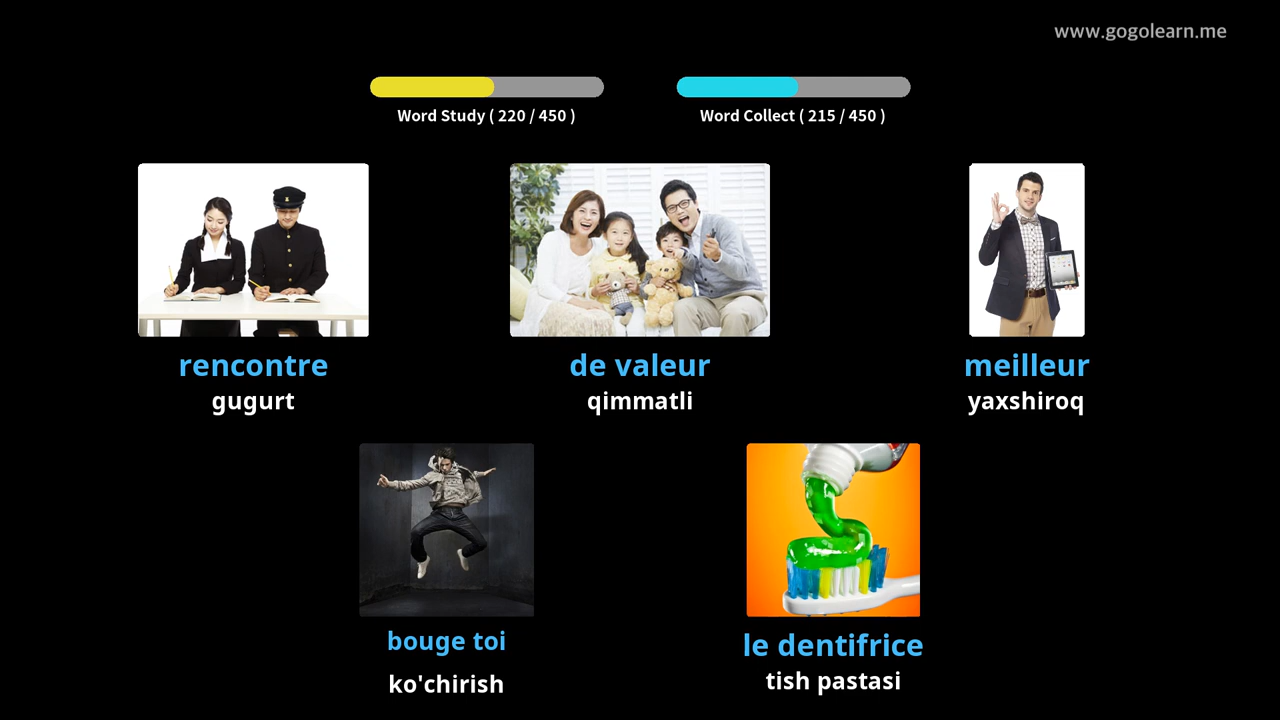 www.gogolearn.me
Word Study ( 220 / 450 )
Word Collect ( 215 / 450 )
rencontre
gugurt
de valeur
qimmatli
meilleur
yaxshiroq
bouge toi
ko'chirish
le dentifrice
tish pastasi